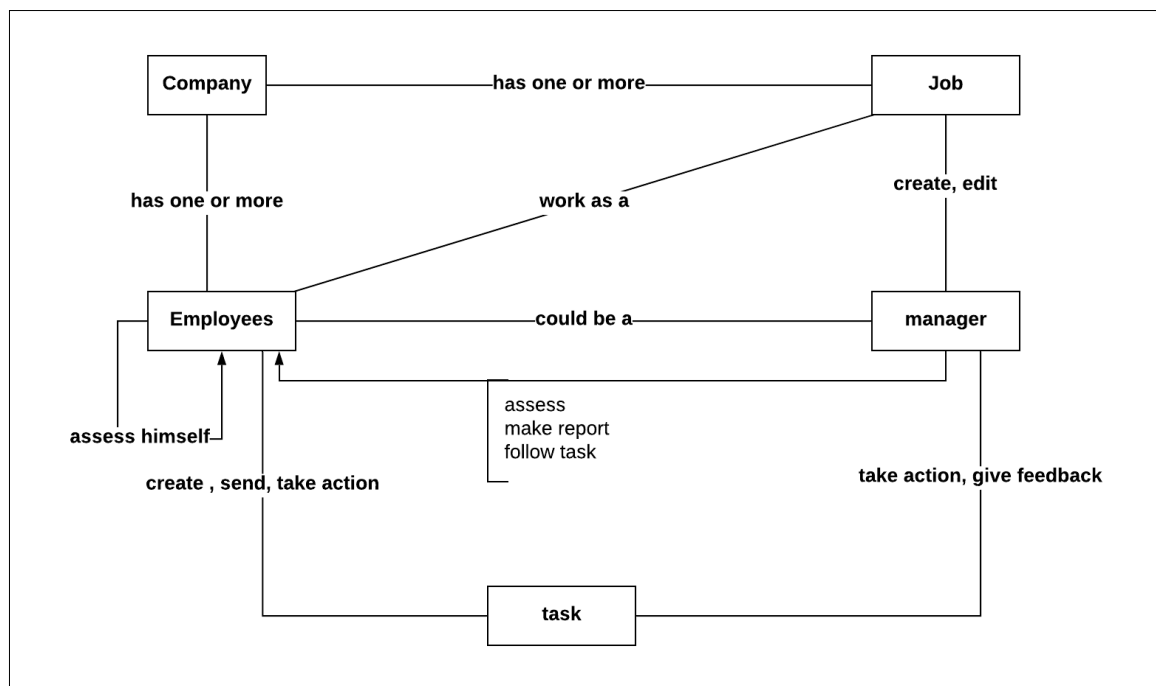 Company
has one or more
Job
create, edit
has one or more
work as a
Employees
could be a
manager
assess
make report
follow task
assess himself
create , send, take action
take action, give feedback
task